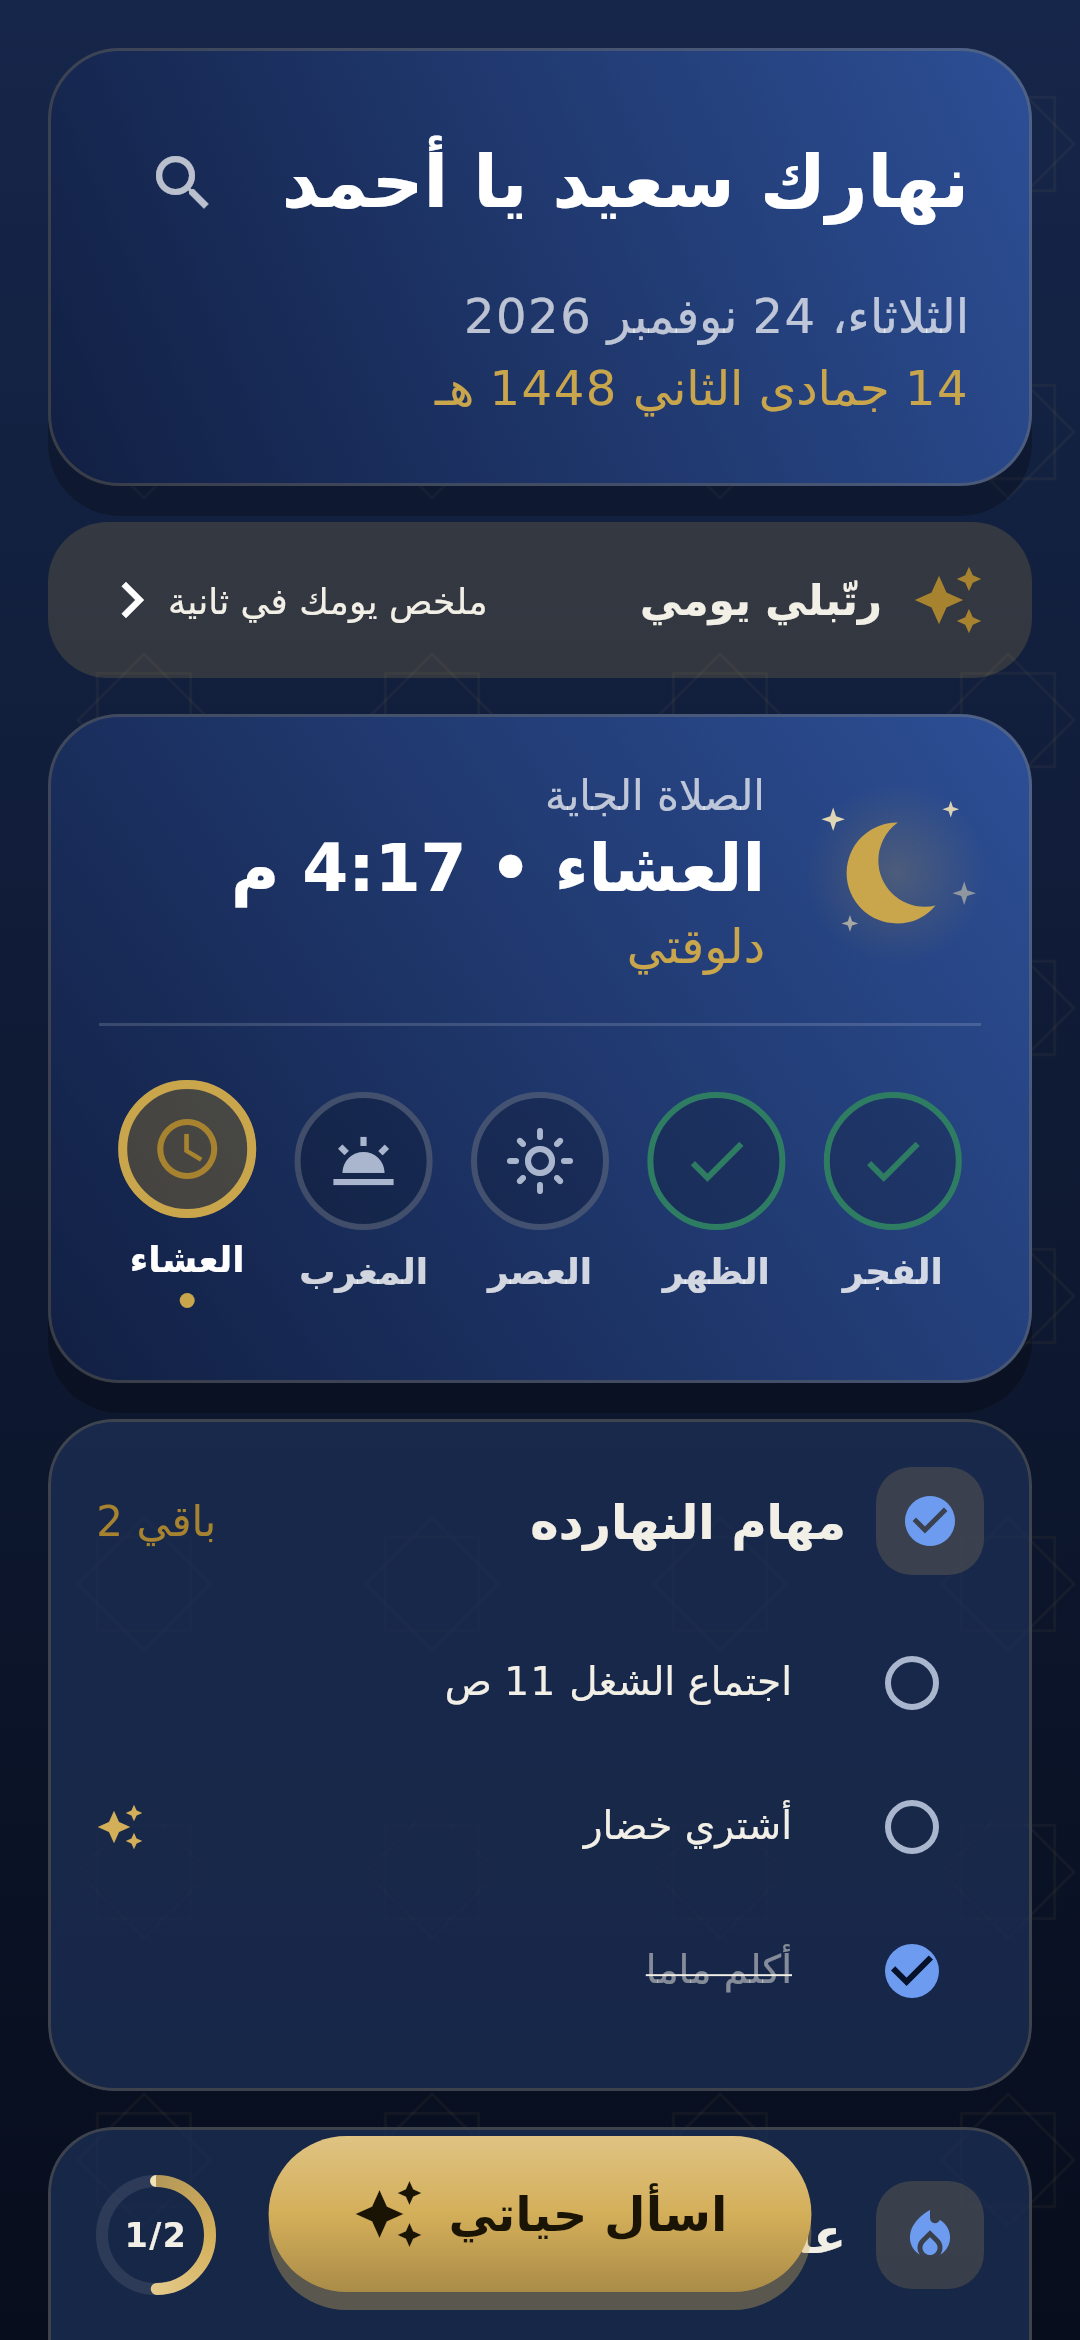 نهارك سعيد يا أحمد
الثلاثاء، 24 نوفمبر 2026
14 جمادى الثاني 1448 هـ
رتّبلي يومي
ملخص يومك في ثانية
الصلاة الجاية
العشاء • 4:17 م
دلوقتي
الفجر
الظهر
العصر
المغرب
العشاء
مهام النهارده
باقي 2
اجتماع الشغل 11 ص
أشتري خضار
أكلم ماما
اسأل حياتي
1/2